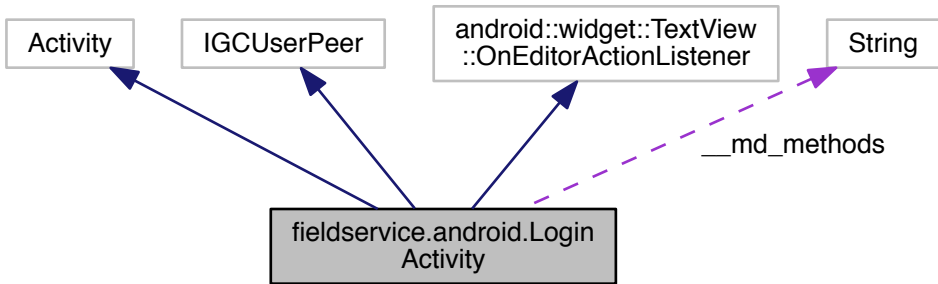 Activity
IGCUserPeer
android::widget::TextView
::OnEditorActionListener
String
__md_methods
fieldservice.android.Login
Activity